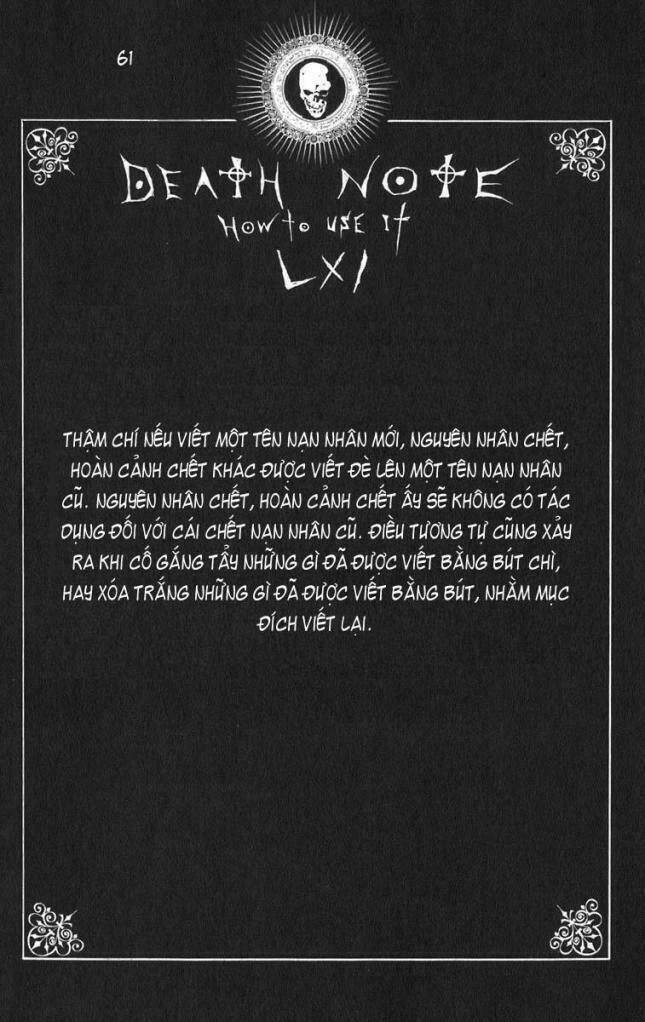 61
DEATH NOTE
HOW to USE It
LXI
THẬM CHÍ NẾU VIẾT MỘT TÊN NẠN NHÂN MỚI, NGUYÊN NHÂN CHẾT,
HOÀN CẢNH CHẾT KHÁC ĐƯỢC VIẾT ĐÈ LÊN MỘT TÊN NẠN NHÂN
CŨ. NGUYÊN NHÂN CHẾT, HOÀN CẢNH CHẾT ẤY SẼ KHÔNG CÓ TÁC
DỤNG ĐỐI VỚI CÁI CHẾT NẠN NHÂN CŨ. ĐIỀU TƯƠNG TỰ CŨNG XẢY
RA KHI CỐ GẮNG TẨY NHỮNG GÌ ĐÃ ĐƯỢC VIẾT BẰNG BÚT CHÌ,
HAY XÓA TRẮNG NHỮNG GÌ ĐÃ ĐƯỢC VIẾT BẰNG BÚT, NHẰM MỤC
ĐÍCH VIẾT LẠI.